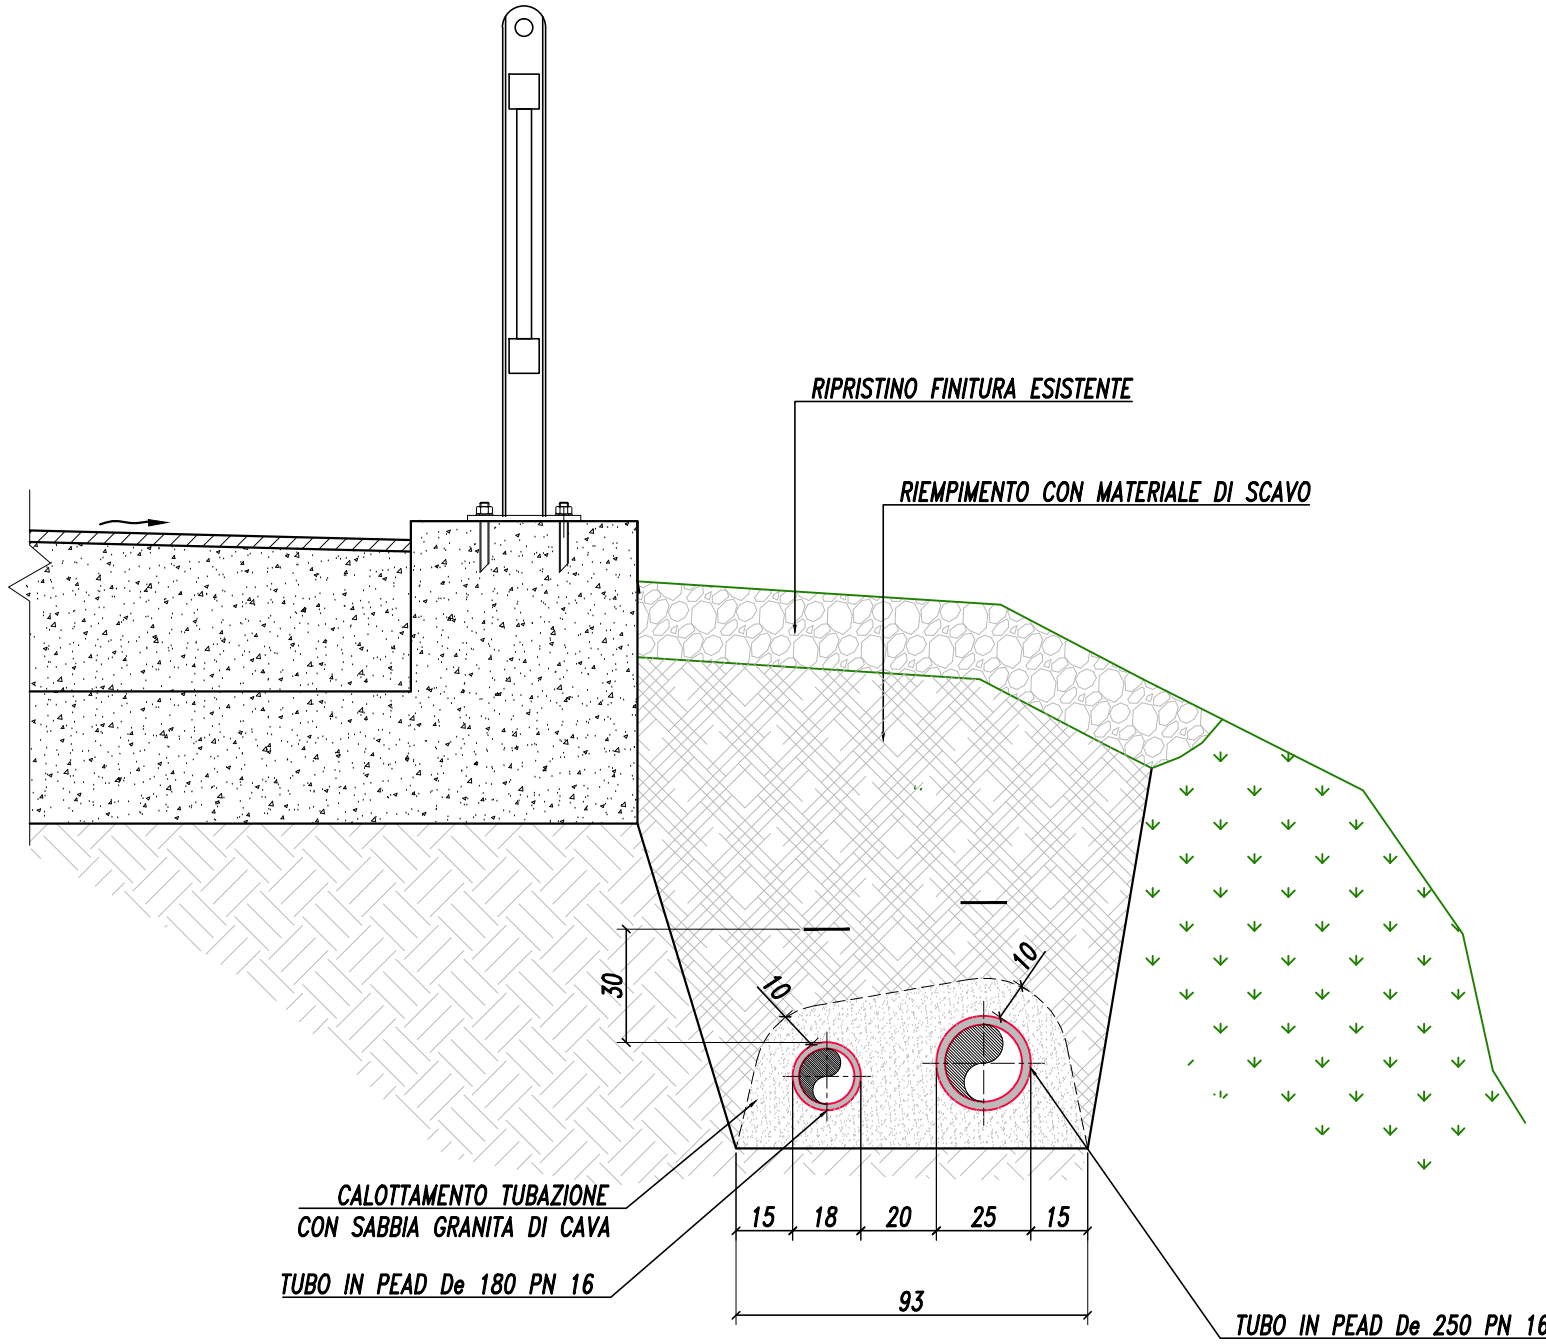 RIPRISTINO FINITURA ESISTENTE
RIEMPIMENTO CON MATERIALE DI SCAVO
30
10
10
CALOTTAMENTO TUBAZIONE
CON SABBIA GRANITA DI CAVA
15 18 20 25 15
TUBO IN PEAD De 180 PN 16
93
TUBO IN PEAD De 250 PN 16